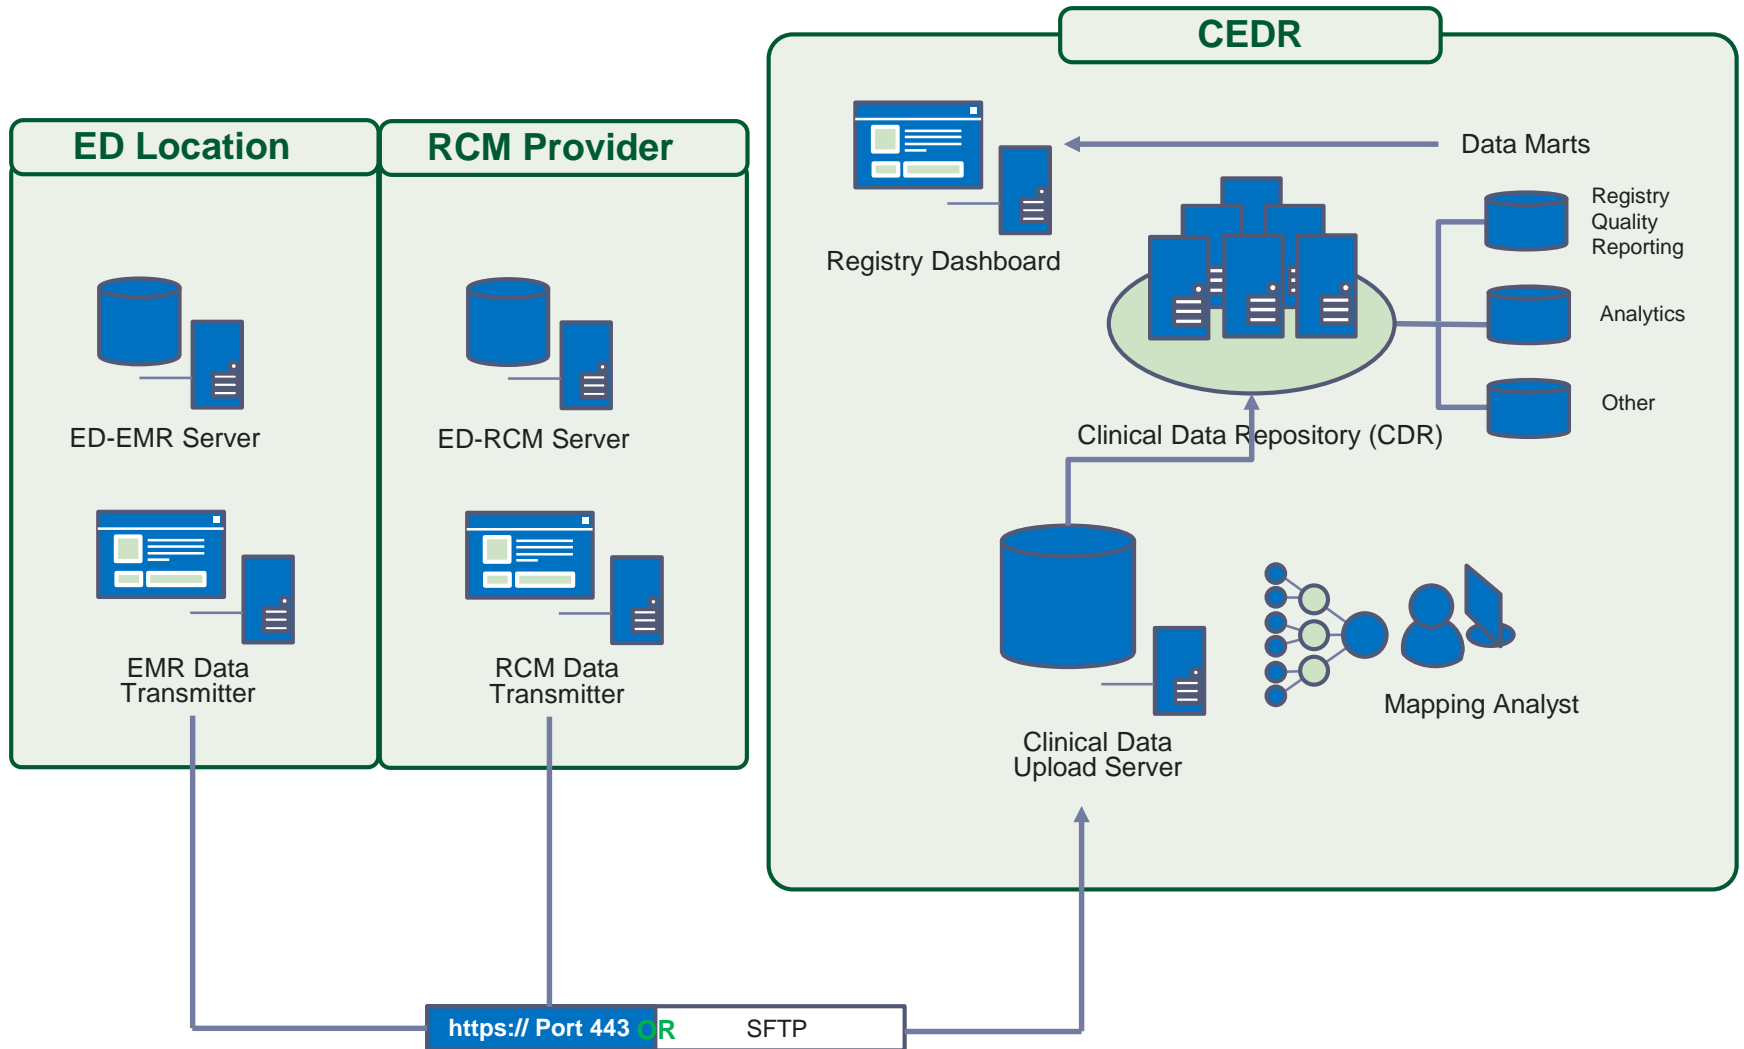 CEDR
ED Location
RCM Provider
Data Marts
Registry
Quality
Reporting
Registry Dashboard
Analytics
Other
ED-EMR Server
ED-RCM Server
Clinical Data Repository (CDR)
EMR Data
Transmitter
RCM Data
Transmitter
Mapping Analyst
Clinical Data
Upload Server
https:// Port 443 OR SFTP